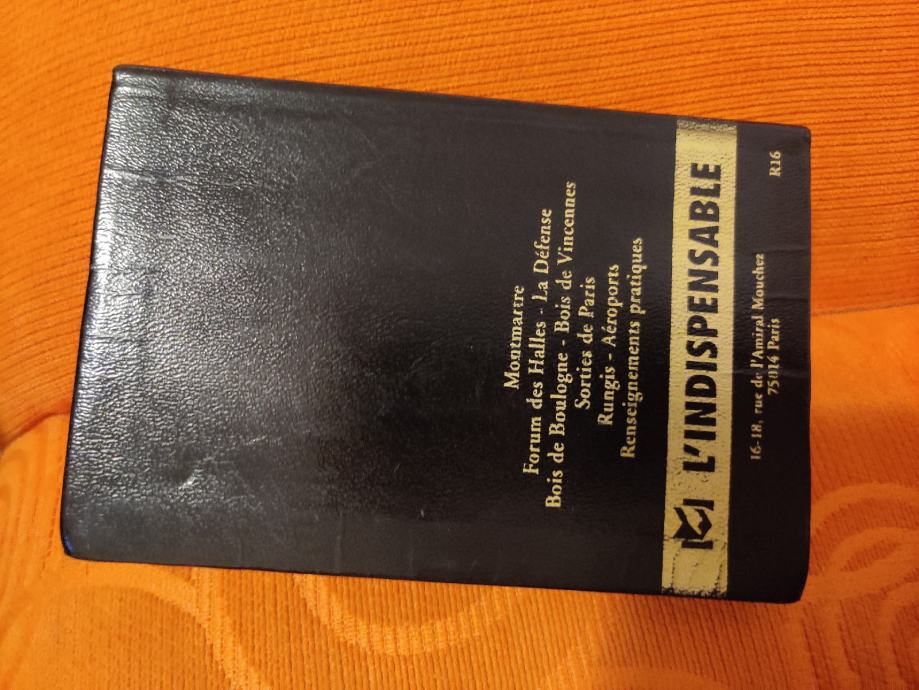 Montmartre
Forum des Halles - La Défense
Bois de Boulogne - Bois de Vincennes
Sorties de Paris
Rungis - Aéroports
Renseignements pratiques
L'INDISPENSABLE
16-18, rue de l'Amiral Mouchez
75014 Paris
R16